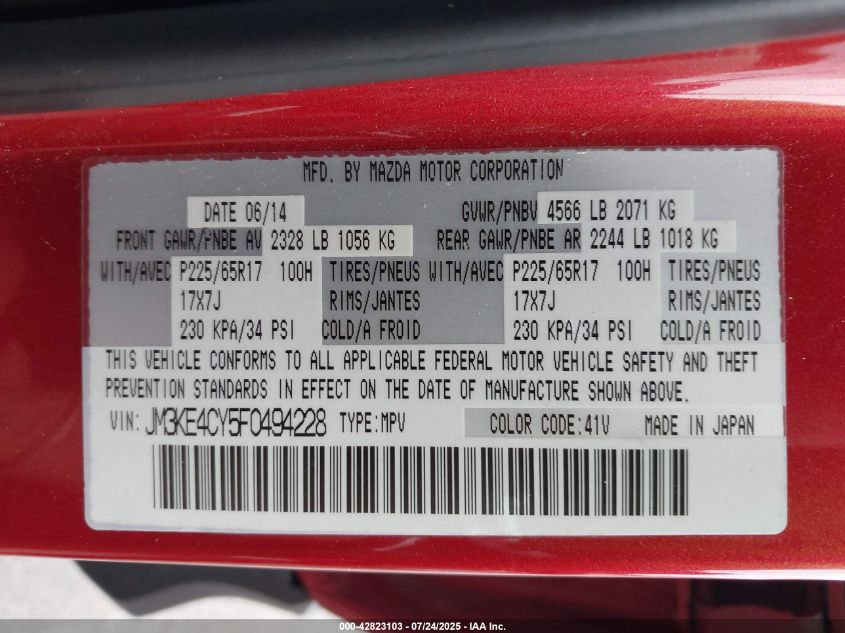 MFD. BY MAZDA MOTOR CORPORATION
DATE 06/14 GVWR/PNBV 4566 LB 2071 KG
FRONT GAWR/PNBE AV 2328 LB 1056 KG REAR GAWR/PNBE AR 2244 LB 1018 KG
WITH/AVEC P225/65R17 100H TIRES/PNEUS WITH/AVEC P225/65R17 100H TIRES/PNEUS
17X7J RIMS/JANTES 17X7J RIMS/JANTES
230 KPA/34 PSI COLD/A FROID 230 KPA/34 PSI COLD/A FROID
THIS VEHICLE CONFORMS TO ALL APPLICABLE FEDERAL MOTOR VEHICLE SAFETY AND THEFT
PREVENTION STANDARDS IN EFFECT ON THE DATE OF MANUFACTURE SHOWN ABOVE.
VIN: JM3KE4CY5F0494228 TYPE:MPV COLOR CODE:41V MADE IN JAPAN
000-42823103 - 07/24/2025 - IAA Inc.